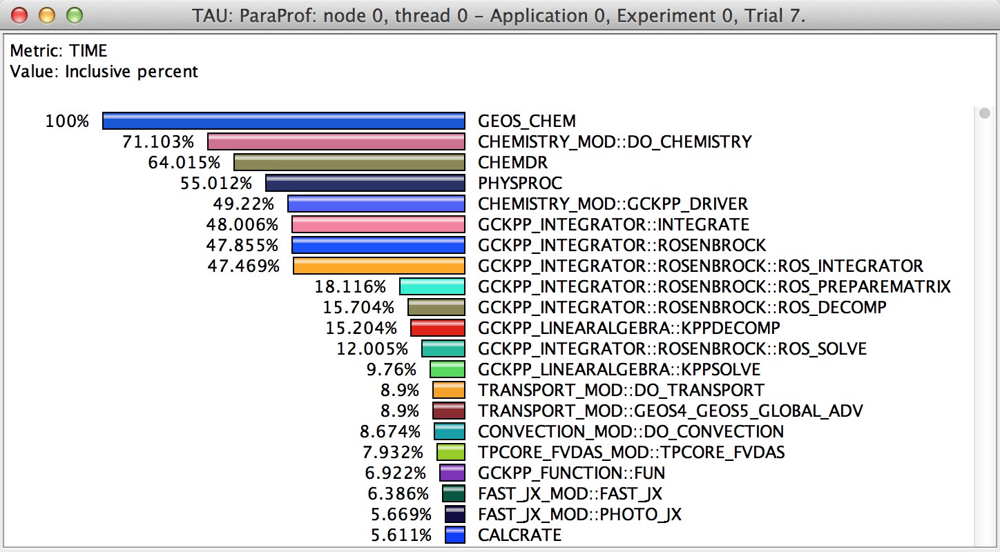 TAU: ParaProf: node 0, thread 0 – Application 0, Experiment 0, Trial 7.
Metric: TIME
Value: Inclusive percent
100% GEOS_CHEM
71.103% CHEMISTRY_MOD::DO_CHEMISTRY
64.015% CHEMDR
55.012% PHYSPROC
49.22% CHEMISTRY_MOD::GCKPP_DRIVER
48.006% GCKPP_INTEGRATOR::INTEGRATE
47.855% GCKPP_INTEGRATOR::ROSENBROCK
47.469% GCKPP_INTEGRATOR::ROSENBROCK::ROS_INTEGRATOR
18.116% GCKPP_INTEGRATOR::ROSENBROCK::ROS_PREPAREMATRIX
15.704% GCKPP_INTEGRATOR::ROSENBROCK::ROS_DECOMP
15.204% GCKPP_LINEARALGEBRA::KPPDECOMP
12.005% GCKPP_INTEGRATOR::ROSENBROCK::ROS_SOLVE
9.76% GCKPP_LINEARALGEBRA::KPPSOLVE
8.9% TRANSPORT_MOD::DO_TRANSPORT
8.9% TRANSPORT_MOD::GEOS4_GEOS5_GLOBAL_ADV
8.674% CONVECTION_MOD::DO_CONVECTION
7.932% TPCORE_FVDAS_MOD::TPCORE_FVDAS
6.922% GCKPP_FUNCTION::FUN
6.386% FAST_JX_MOD::FAST_JX
5.669% FAST_JX_MOD::PHOTO_JX
5.611% CALCRATE